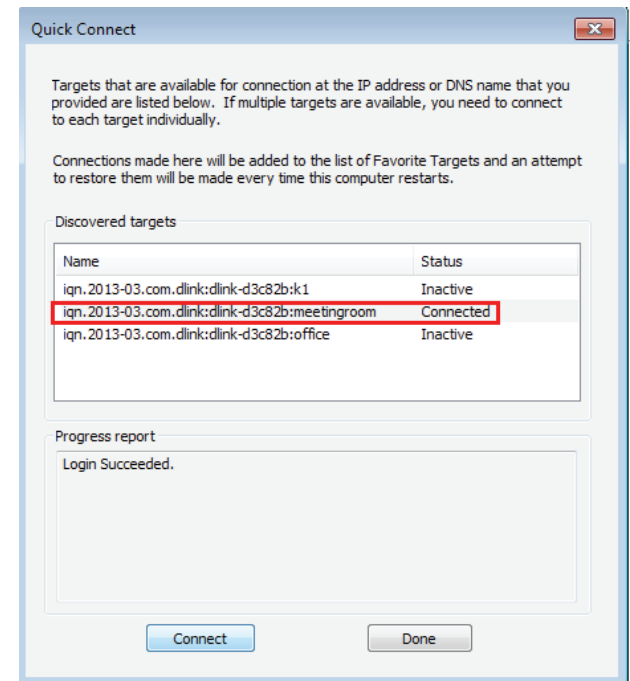 Quick Connect
Targets that are available for connection at the IP address or DNS name that you
provided are listed below. If multiple targets are available, you need to connect
to each target individually.
Connections made here will be added to the list of Favorite Targets and an attempt
to restore them will be made every time this computer restarts.
Discovered targets
Name Status
iqn.2013-03.com.dlink:dlink-d3c82b:k1 Inactive
iqn.2013-03.com.dlink:dlink-d3c82b:meetingroom Connected
iqn.2013-03.com.dlink:dlink-d3c82b:office Inactive
Progress report
Login Succeeded.
Connect Done